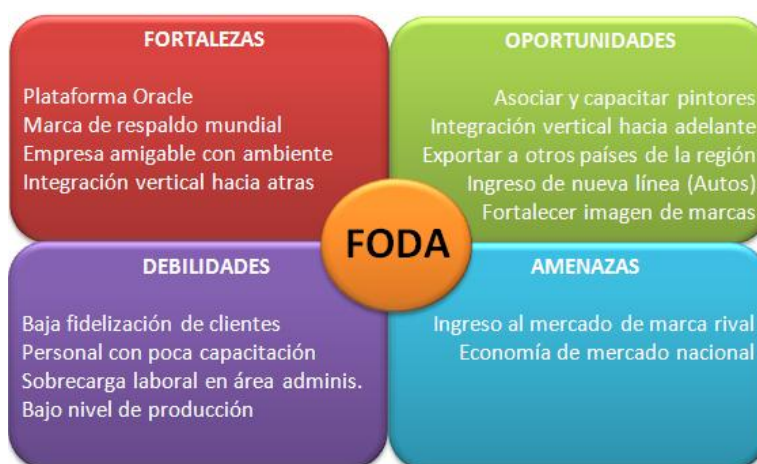 FORTALEZAS
Plataforma Oracle
Marca de respaldo mundial
Empresa amigable con ambiente
Integración vertical hacia atras
OPORTUNIDADES
Asociar y capacitar pintores
Integración vertical hacia adelante
Exportar a otros países de la región
Ingreso de nueva línea (Autos)
Fortalecer imagen de marcas
FODA
DEBILIDADES
Baja fidelización de clientes
Personal con poca capacitación
Sobrecarga laboral en área adminis.
Bajo nivel de producción
AMENAZAS
Ingreso al mercado de marca rival
Economía de mercado nacional